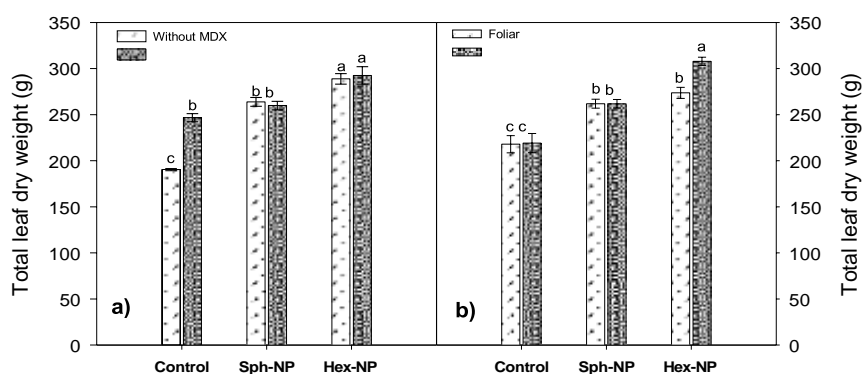 350
300
250
200
150
100
50
0
Total leaf dry weight (g)
Without MDX
c
b
b b
a a
a)
Control Sph-NP Hex-NP
Foliar
c c
b b
b
a
b)
Control Sph-NP Hex-NP
350
300
250
200
150
100
50
0
Total leaf dry weight (g)